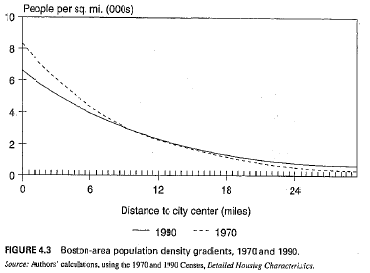 People per sq. mi. (000s)
10
8
6
4
2
0
0 6 12 18 24
Distance to city center (miles)
1990 1970
FIGURE 4.3 Boston-area population density gradients, 1970 and 1990.
Source: Authors' calculations, using the 1970 and 1990 Census, Detailed Housing Characteristics.